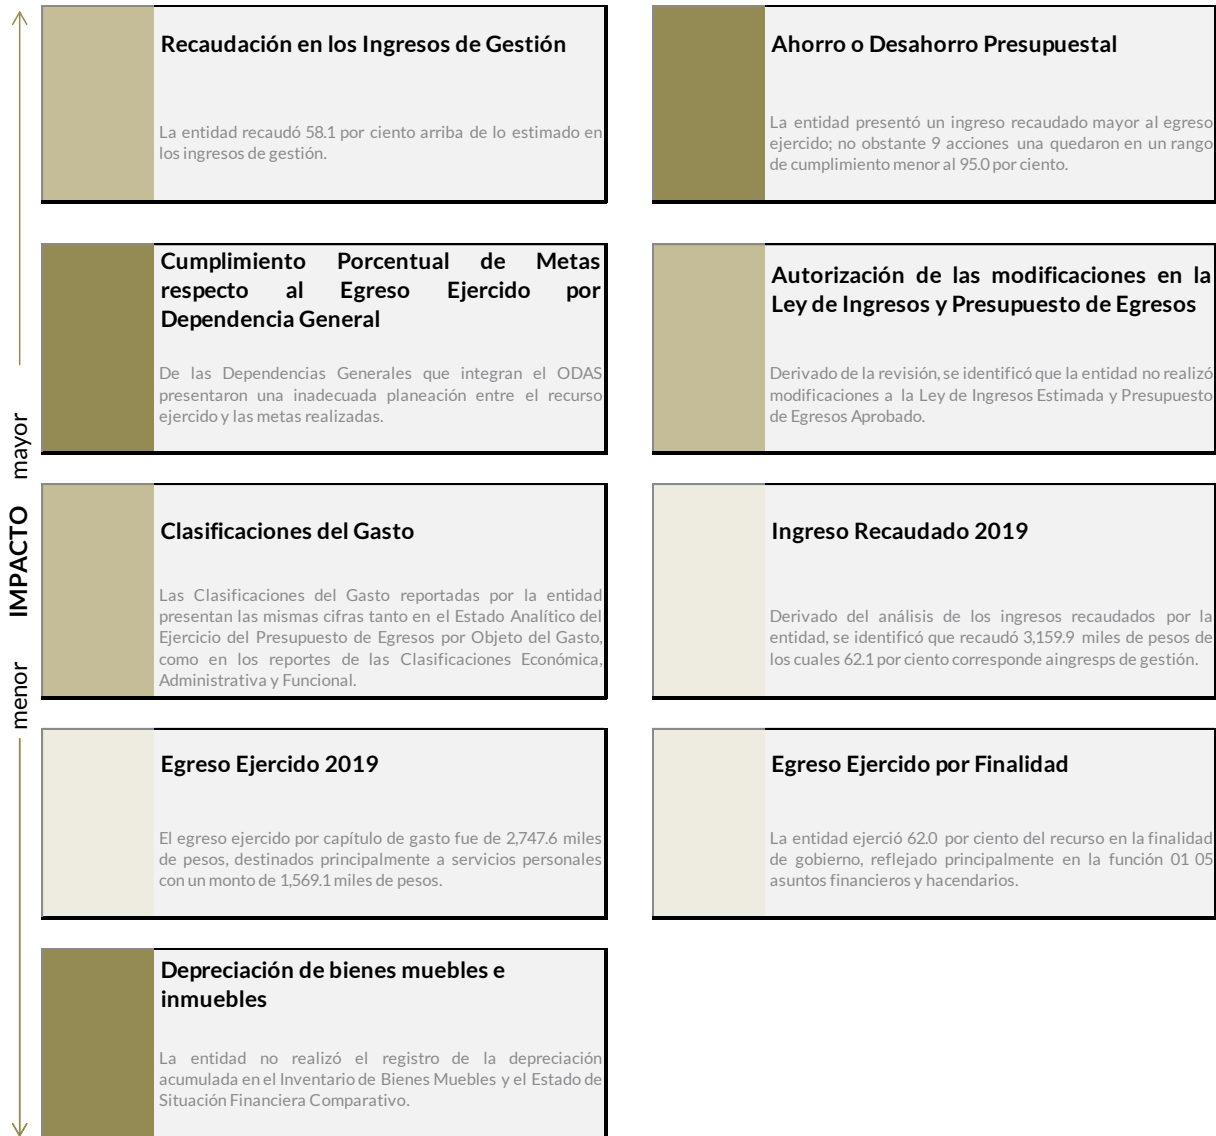 Recaudación en los Ingresos de Gestión
La entidad recaudó 58.1 por ciento arriba de lo estimado en
los ingresos de gestión.
Ahorro o Desahorro Presupuestal
La entidad presentó un ingreso recaudado mayor al egreso
ejercido; no obstante 9 acciones una quedaron en un rango
de cumplimiento menor al 95.0 por ciento.
Cumplimiento Porcentual de Metas
respecto al Egreso Ejercido por
Dependencia General
De las Dependencias Generales que integran el ODAS
presentaron una inadecuada planeación entre el recurso
ejercido y las metas realizadas.
Autorización de las modificaciones en la
Ley de Ingresos y Presupuesto de Egresos
Derivado de la revisión, se identificó que la entidad no realizó
modificaciones a la Ley de Ingresos Estimada y Presupuesto
de Egresos Aprobado.
menor IMPACTO mayor
Clasificaciones del Gasto
Las Clasificaciones del Gasto reportadas por la entidad
presentan las mismas cifras tanto en el Estado Analítico del
Ejercicio del Presupuesto de Egresos por Objeto del Gasto,
como en los reportes de las Clasificaciones Económica,
Administrativa y Funcional.
Ingreso Recaudado 2019
Derivado del análisis de los ingresos recaudados por la
entidad, se identificó que recaudó 3,159.9 miles de pesos de
los cuales 62.1 por ciento corresponde aingresps de gestión.
Egreso Ejercido 2019
El egreso ejercido por capítulo de gasto fue de 2,747.6 miles
de pesos, destinados principalmente a servicios personales
con un monto de 1,569.1 miles de pesos.
Egreso Ejercido por Finalidad
La entidad ejerció 62.0 por ciento del recurso en la finalidad
de gobierno, reflejado principalmente en la función 01 05
asuntos financieros y hacendarios.
Depreciación de bienes muebles e
inmuebles
La entidad no realizó el registro de la depreciación
acumulada en el Inventario de Bienes Muebles y el Estado de
Situación Financiera Comparativo.